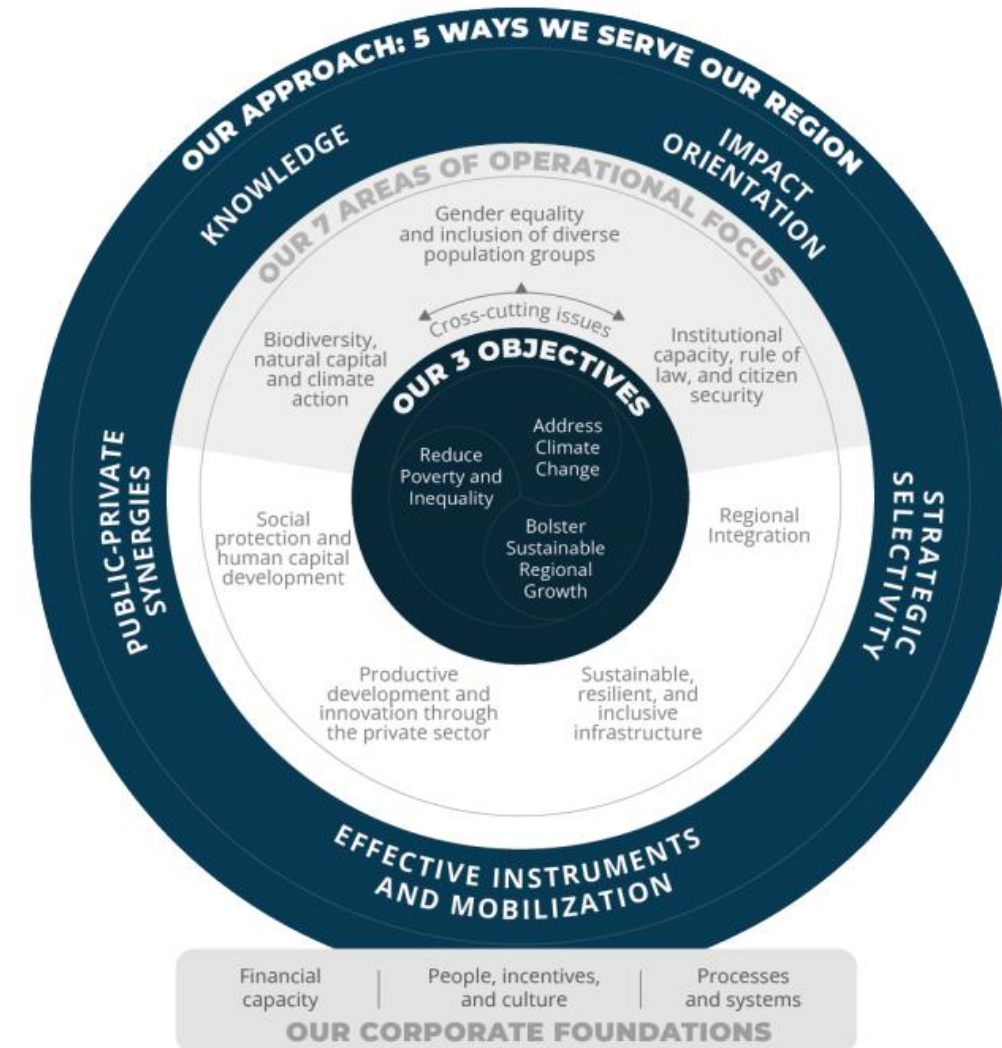 OUR APPROACH: 5 WAYS WE SERVE OUR REGION
KNOWLEDGE
IMPACT
ORIENTATION
OUR 7 AREAS OF OPERATIONAL FOCUS
Gender equality
and inclusion of diverse
population groups
Cross-cutting issues
Biodiversity,
natural capital
and climate
action
Institutional
capacity, rule of
law, and citizen
security
OUR 3 OBJECTIVES
Reduce
Poverty and
Inequality
Address
Climate
Change
Bolster
Sustainable
Regional
Growth
PUBLIC-PRIVATE
SYNERGIES
Social
protection and
human capital
development
Regional
Integration
STRATEGIC
SELECTIVITY
Productive
development and
innovation through
the private sector
Sustainable,
resilient, and
inclusive
infrastructure
EFFECTIVE INSTRUMENTS
AND MOBILIZATION
Financial
capacity
People, incentives,
and culture
Processes
and systems
OUR CORPORATE FOUNDATIONS